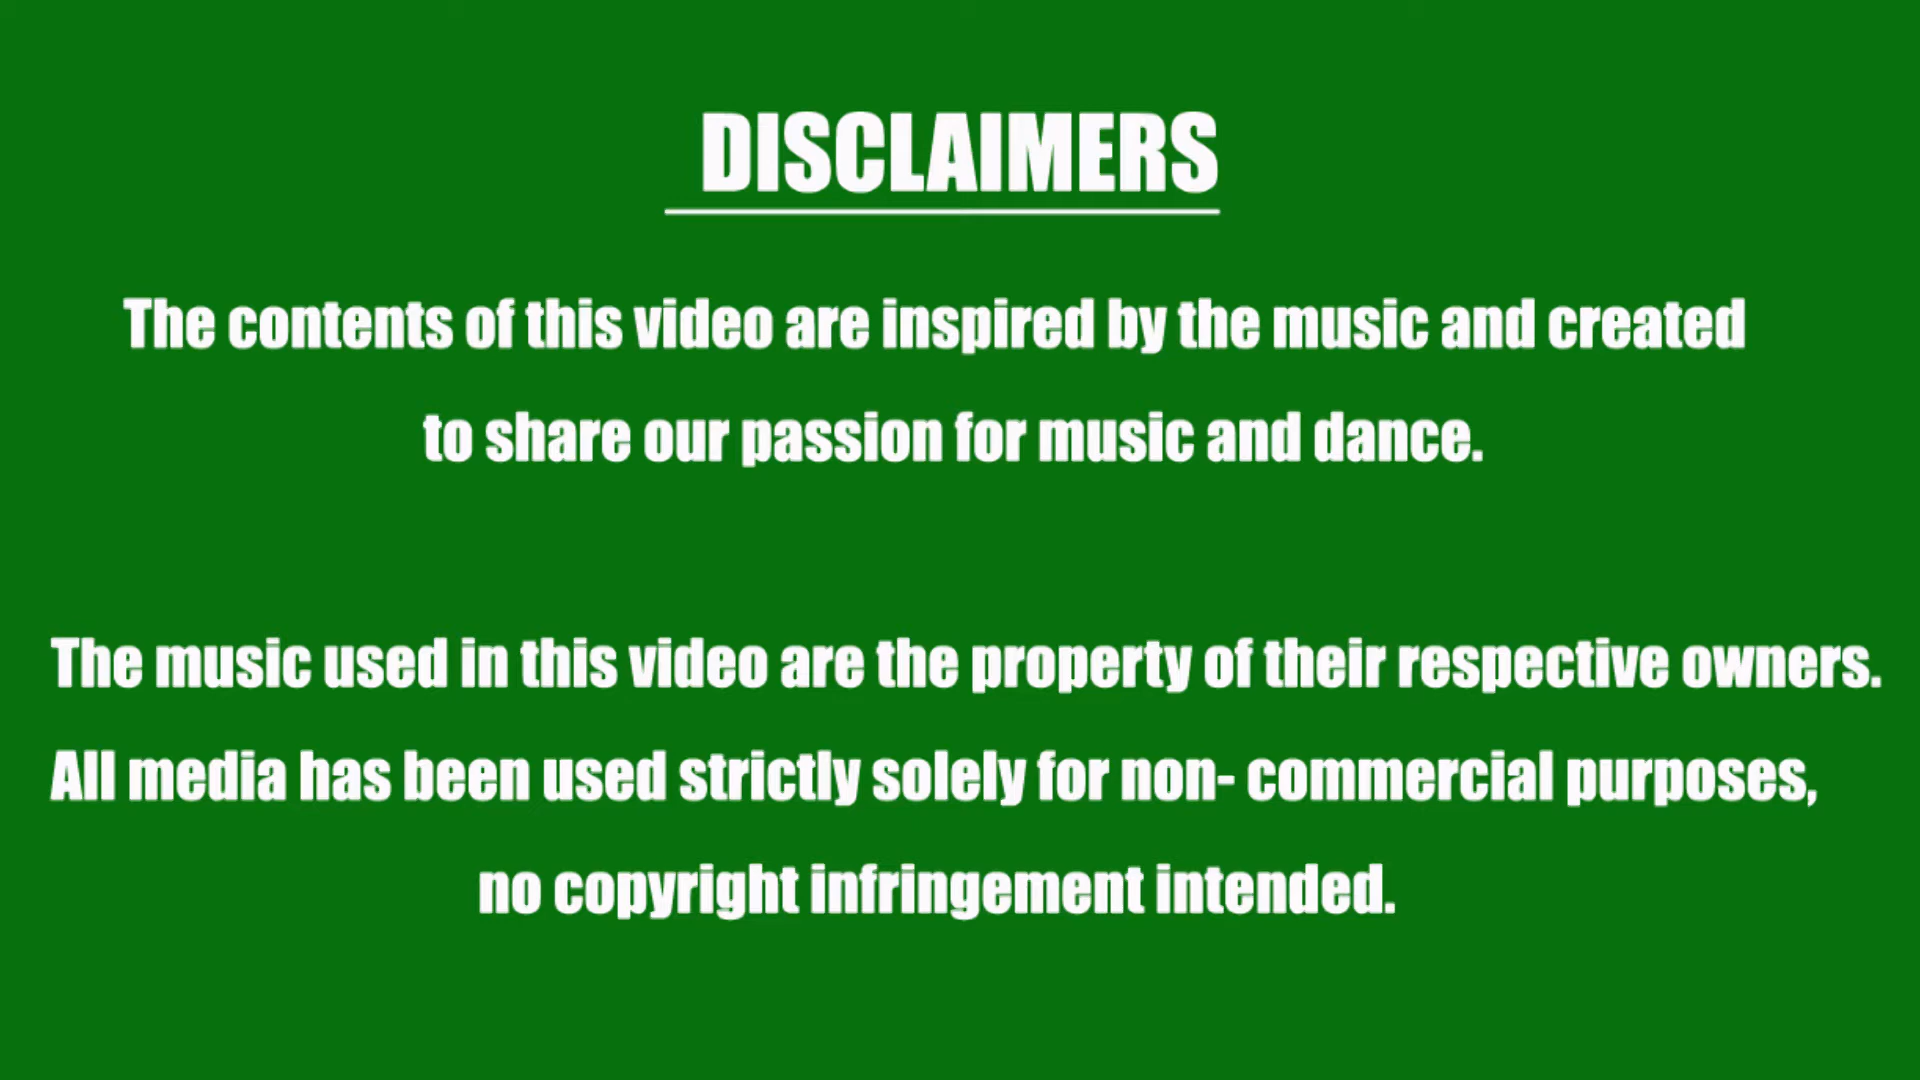 DISCLAIMERS
The contents of this video are inspired by the music and created
to share our passion for music and dance.
The music used in this video are the property of their respective owners.
All media has been used strictly solely for non- commercial purposes,
no copyright infringement intended.